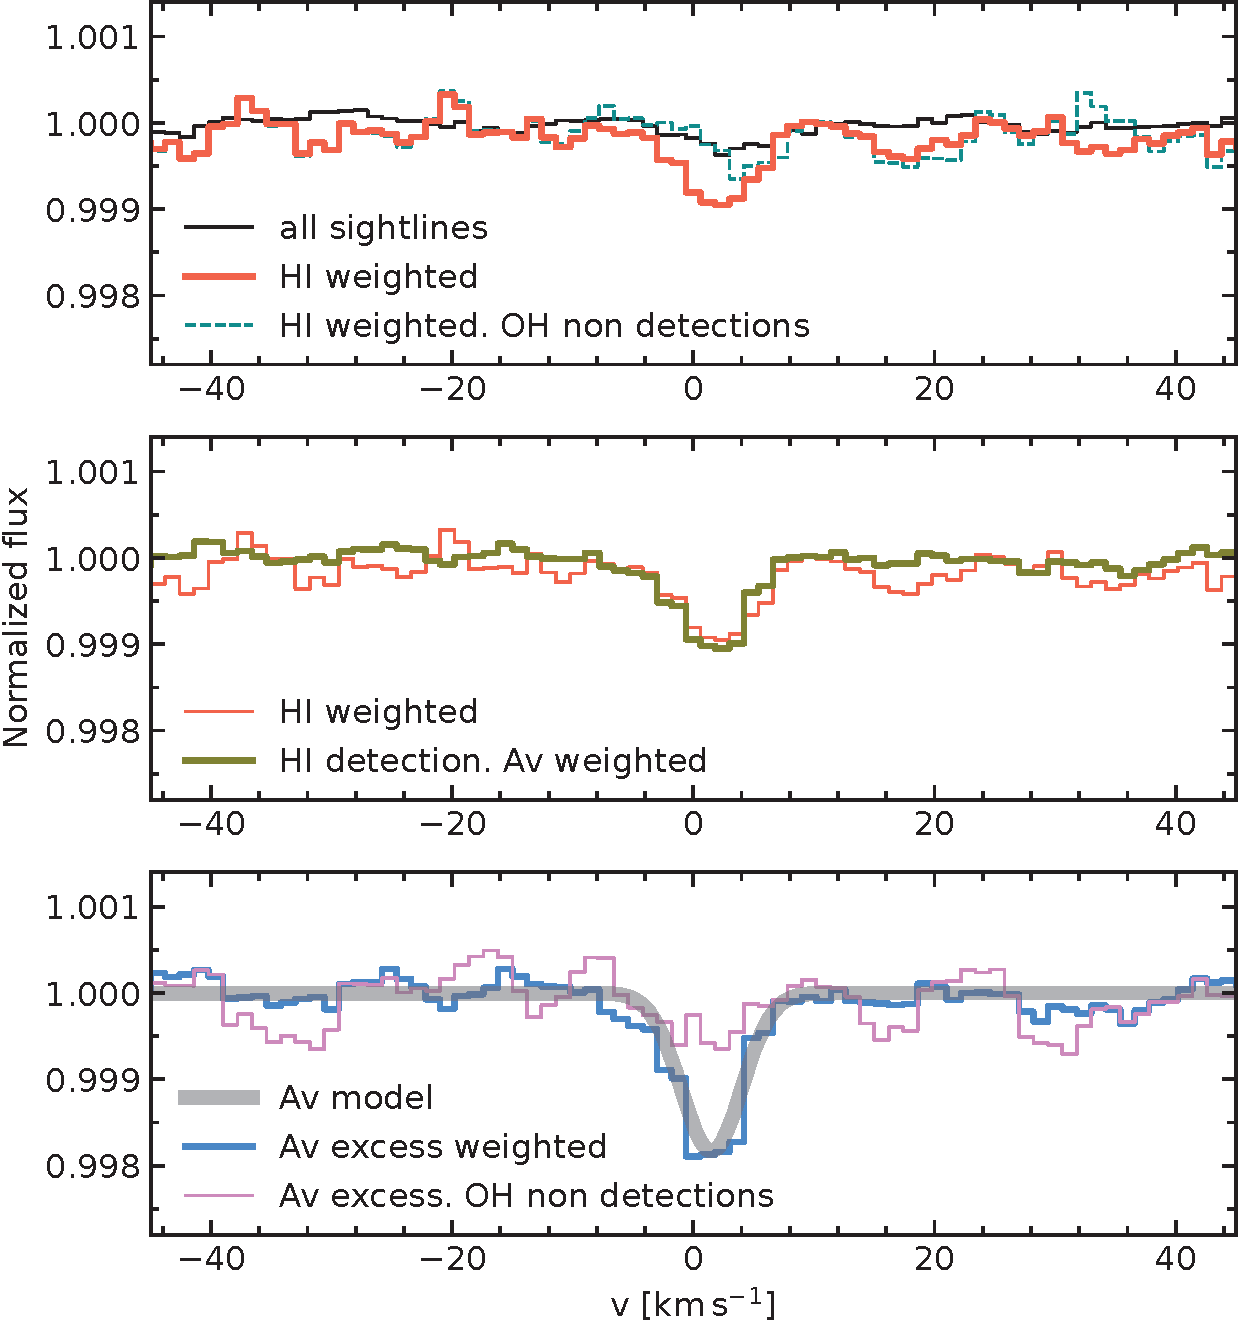 1.001
1.000
0.999
0.998
all sightlines
HI weighted
HI weighted. OH non detections
−40 −20 0 20 40
1.001
1.000
0.999
0.998
HI weighted
HI detection. Av weighted
−40 −20 0 20 40
Normalized flux
1.001
1.000
0.999
0.998
Av model
Av excess weighted
Av excess. OH non detections
−40 −20 0 20 40
v [km s⁻¹]